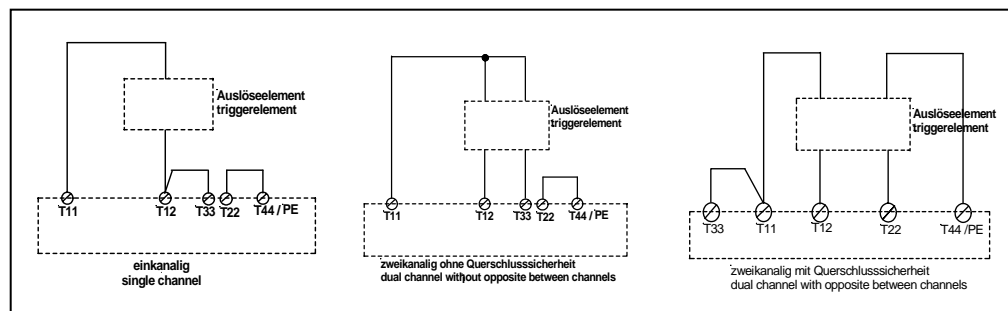 Auslöseelement
triggerelement
T11 T12 T33 T22 T44 / PE
einkanalig
single channel
Auslöseelement
triggerelement
T11 T12 T33 T22 T44 / PE
zweikanalig ohne Querschlusssicherheit
dual channel without opposite between channels
Auslöseelement
triggerelement
T33 T11 T12 T22 T44 /PE
zweikanalig mit Querschlusssicherheit
dual channel with opposite between channels